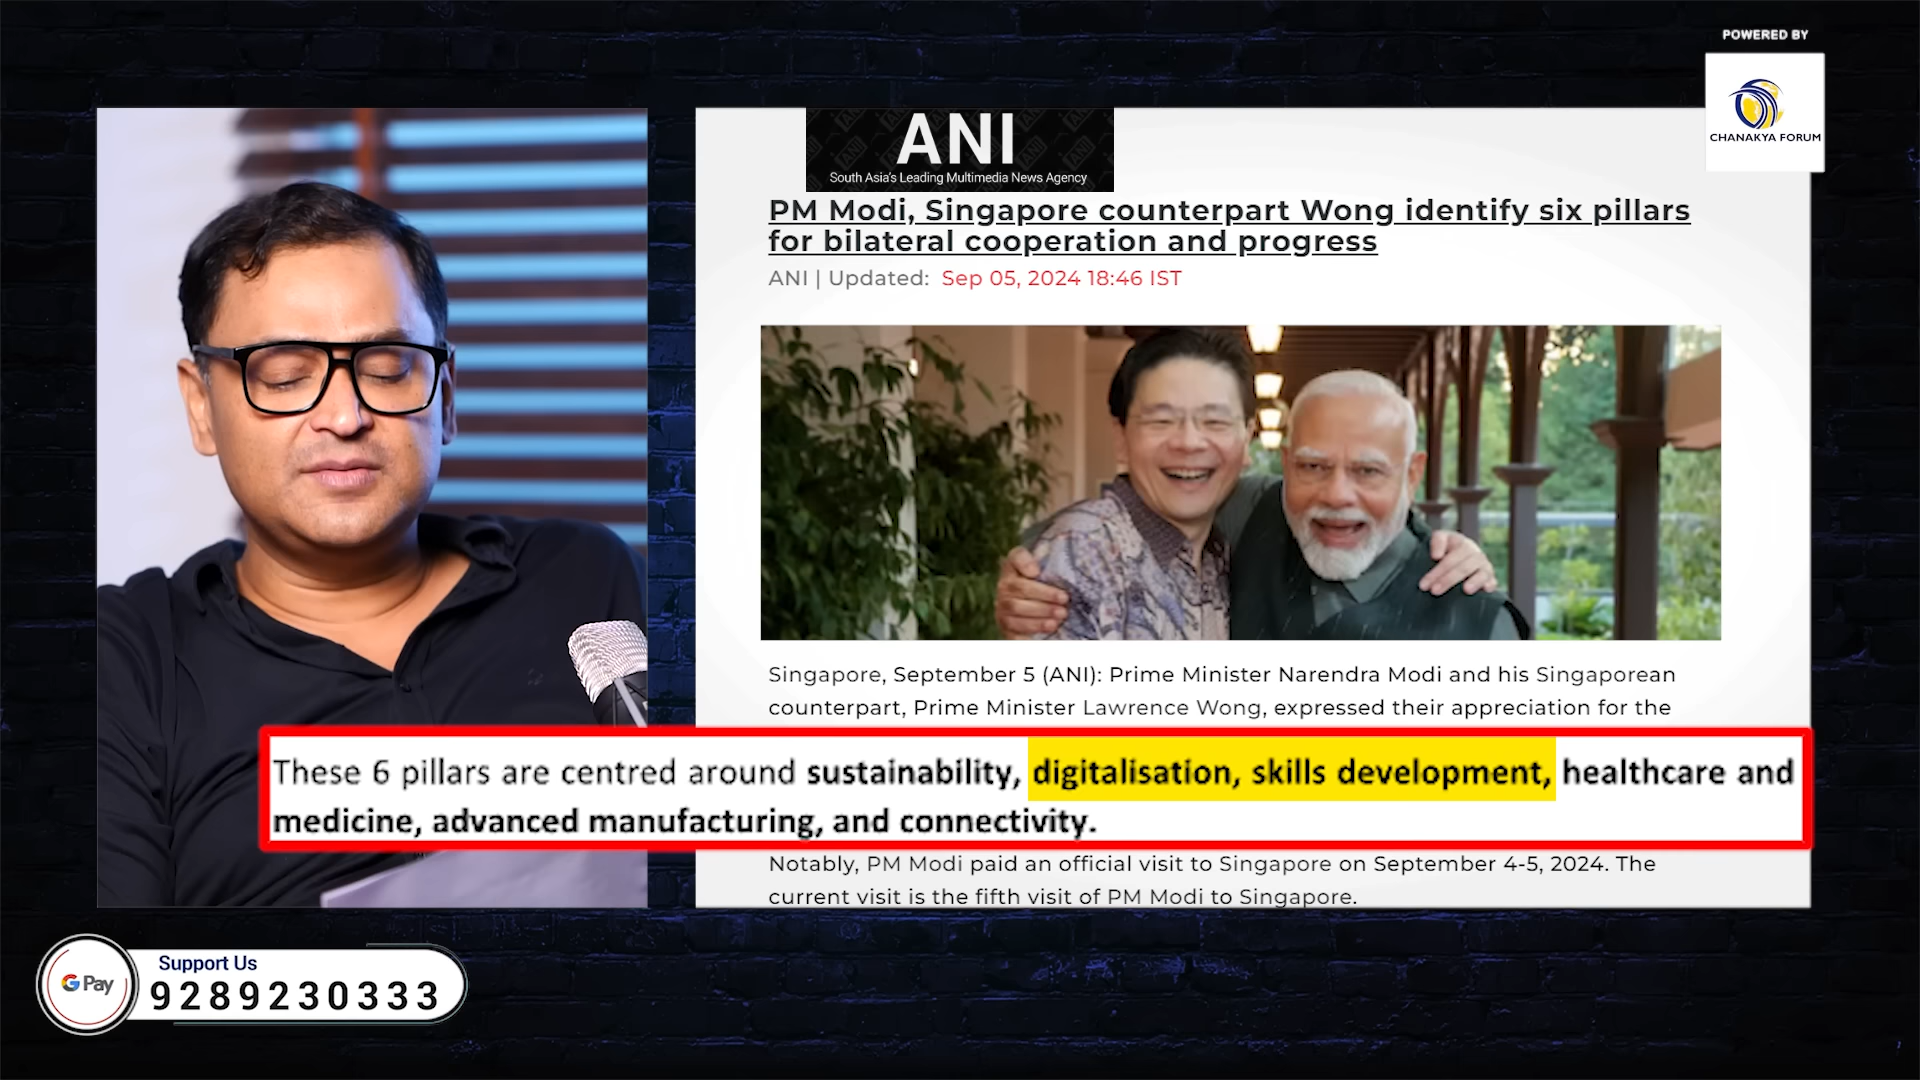 POWERED BY
CHANAKYA FORUM
ANI
South Asia's Leading Multimedia News Agency
PM Modi, Singapore counterpart Wong identify six pillars
for bilateral cooperation and progress
ANI | Updated: Sep 05, 2024 18:46 IST
Singapore, September 5 (ANI): Prime Minister Narendra Modi and his Singaporean
counterpart, Prime Minister Lawrence Wong, expressed their appreciation for the
These 6 pillars are centred around sustainability, digitalisation, skills development, healthcare and
medicine, advanced manufacturing, and connectivity.
Notably, PM Modi paid an official visit to Singapore on September 4-5, 2024. The
current visit is the fifth visit of PM Modi to Singapore.
G Pay
Support Us
9289230333